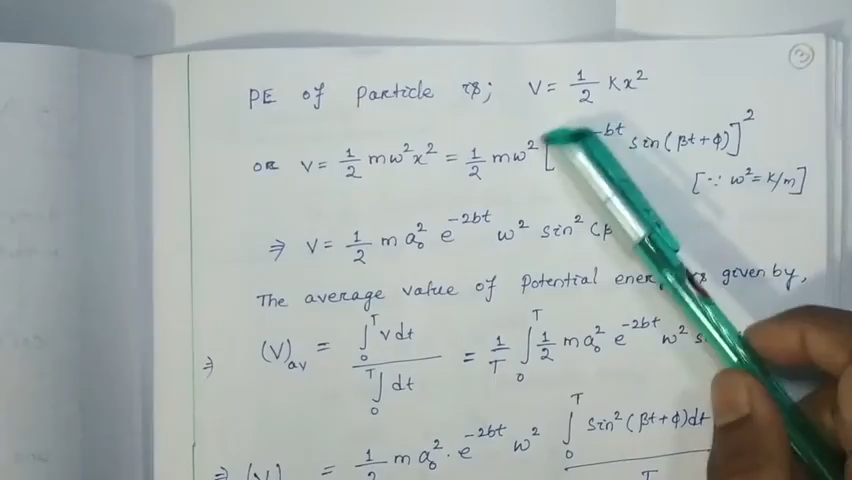 ③
PE of particle is; V = 1/2 Kx²
OR V = 1/2 mω²x² = 1/2 mω² [ e^-bt sin(βt+φ)]²
[∵ ω² = K/m]
⇒ V = 1/2 m a₀² e^-2bt ω² sin² (β
The average value of potential ener is given by,
⇒ (V)av = ∫₀ᵀ V dt / ∫₀ᵀ dt = 1/T ∫₀ᵀ 1/2 m a₀² e^-2bt ω² s
⇒ (V) = 1/2 m a₀² · e^-2bt ω² ∫₀ᵀ sin² (βt+φ)dt / T